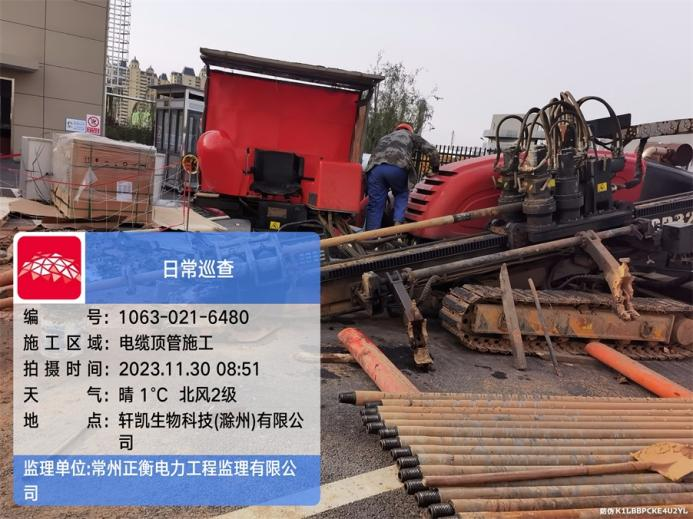 日常巡查
编 号: 1063-021-6480
施工区域: 电缆顶管施工
拍摄时间: 2023.11.30 08:51
天 气: 晴 1°C 北风2级
地 点: 轩凯生物科技(滁州)有限公
司
监理单位:常州正衡电力工程监理有限公
司
防伪 K1LBBPCKE4U2YL